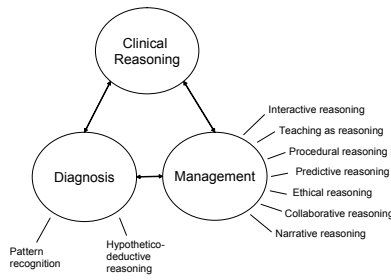 Clinical
Reasoning
Interactive reasoning
Teaching as reasoning
Procedural reasoning
Predictive reasoning
Ethical reasoning
Collaborative reasoning
Narrative reasoning
Diagnosis
Management
Pattern
recognition
Hypothetico-
deductive
reasoning